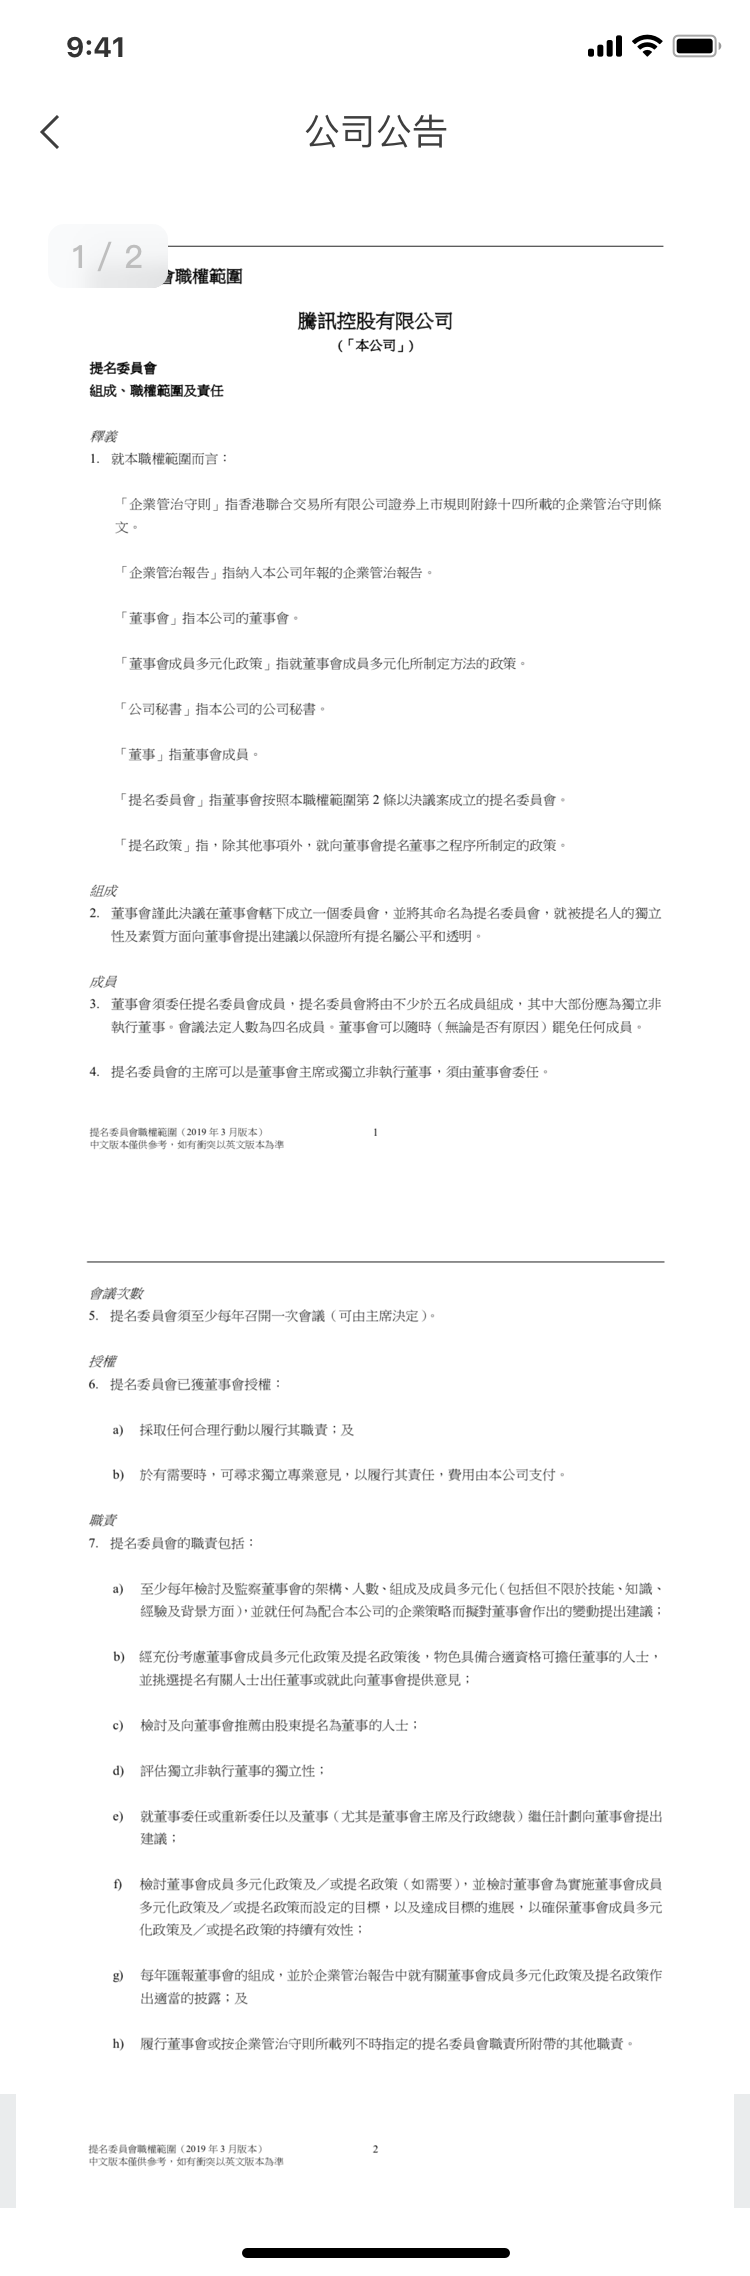 9:41
公司公告
1 / 2
會職權範圍
騰訊控股有限公司
(「本公司」)
提名委員會
組成、職權範圍及責任
釋義
1. 就本職權範圍而言：
「企業管治守則」指香港聯合交易所有限公司證券上市規則附錄十四所載的企業管治守則條
文。
「企業管治報告」指納入本公司年報的企業管治報告。
「董事會」指本公司的董事會。
「董事會成員多元化政策」指就董事會成員多元化所制定方法的政策。
「公司秘書」指本公司的公司秘書。
「董事」指董事會成員。
「提名委員會」指董事會按照本職權範圍第 2 條以決議案成立的提名委員會。
「提名政策」指，除其他事項外，就向董事會提名董事之程序所制定的政策。
組成
2. 董事會謹此決議在董事會轄下成立一個委員會，並將其命名為提名委員會，就被提名人的獨立
性及素質方面向董事會提出建議以保證所有提名屬公平和透明。
成員
3. 董事會須委任提名委員會成員，提名委員會將由不少於五名成員組成，其中大部份應為獨立非
執行董事。會議法定人數為四名成員。董事會可以隨時（無論是否有原因）罷免任何成員。
4. 提名委員會的主席可以是董事會主席或獨立非執行董事，須由董事會委任。
提名委員會職權範圍（2019 年 3 月版本） 1
中文版本僅供參考，如有衝突以英文版本為準
會議次數
5. 提名委員會須至少每年召開一次會議（可由主席決定）。
授權
6. 提名委員會已獲董事會授權：
a) 採取任何合理行動以履行其職責；及
b) 於有需要時，可尋求獨立專業意見，以履行其責任，費用由本公司支付。
職責
7. 提名委員會的職責包括：
a) 至少每年檢討及監察董事會的架構、人數、組成及成員多元化（包括但不限於技能、知識、
經驗及背景方面），並就任何為配合本公司的企業策略而擬對董事會作出的變動提出建議；
b) 經充份考慮董事會成員多元化政策及提名政策後，物色具備合適資格可擔任董事的人士，
並挑選提名有關人士出任董事或就此向董事會提供意見；
c) 檢討及向董事會推薦由股東提名為董事的人士；
d) 評估獨立非執行董事的獨立性；
e) 就董事委任或重新委任以及董事（尤其是董事會主席及行政總裁）繼任計劃向董事會提出
建議；
f) 檢討董事會成員多元化政策及／或提名政策（如需要），並檢討董事會為實施董事會成員
多元化政策及／或提名政策而設定的目標，以及達成目標的進展，以確保董事會成員多元
化政策及／或提名政策的持續有效性；
g) 每年匯報董事會的組成，並於企業管治報告中就有關董事會成員多元化政策及提名政策作
出適當的披露；及
h) 履行董事會或按企業管治守則所載列不時指定的提名委員會職責所附帶的其他職責。
提名委員會職權範圍（2019 年 3 月版本） 2
中文版本僅供參考，如有衝突以英文版本為準